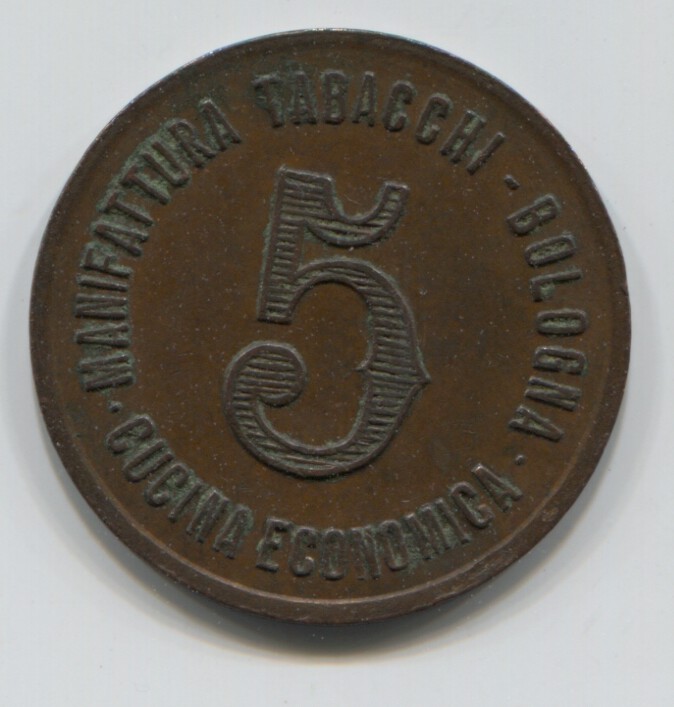 MANIFATTURA TABACCHI - BOLOGNA
· CUCINA ECONOMICA ·
5